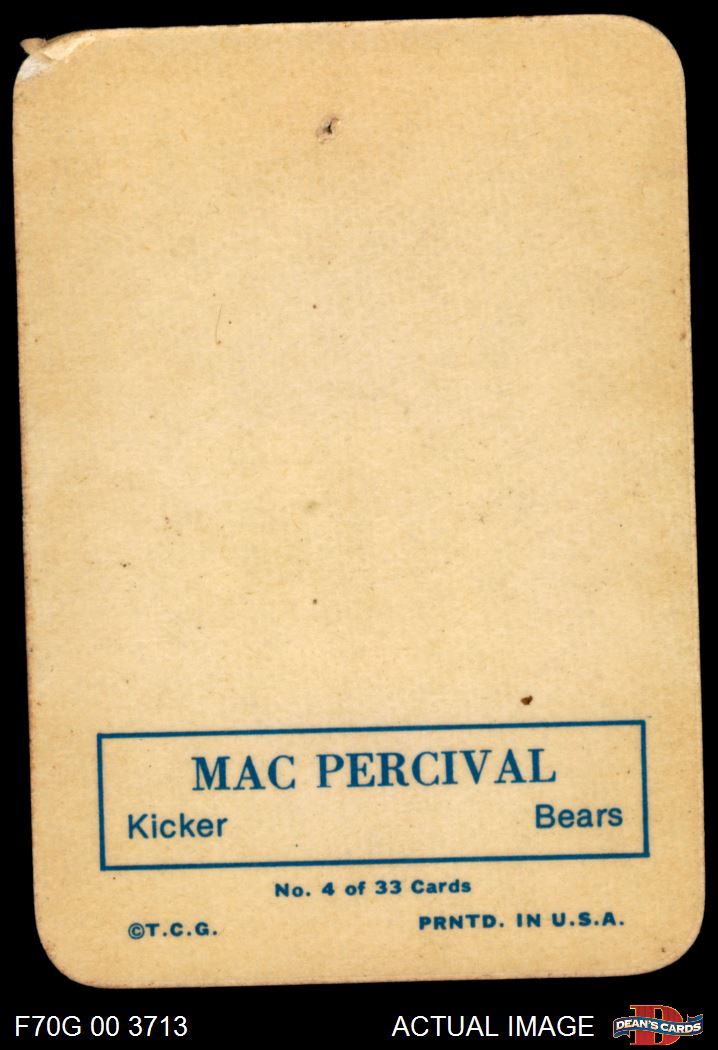 MAC PERCIVAL
Kicker Bears
No. 4 of 33 Cards
©T.C.G. PRNTD. IN U.S.A.
F70G 00 3713 ACTUAL IMAGE DEAN'S CARDS